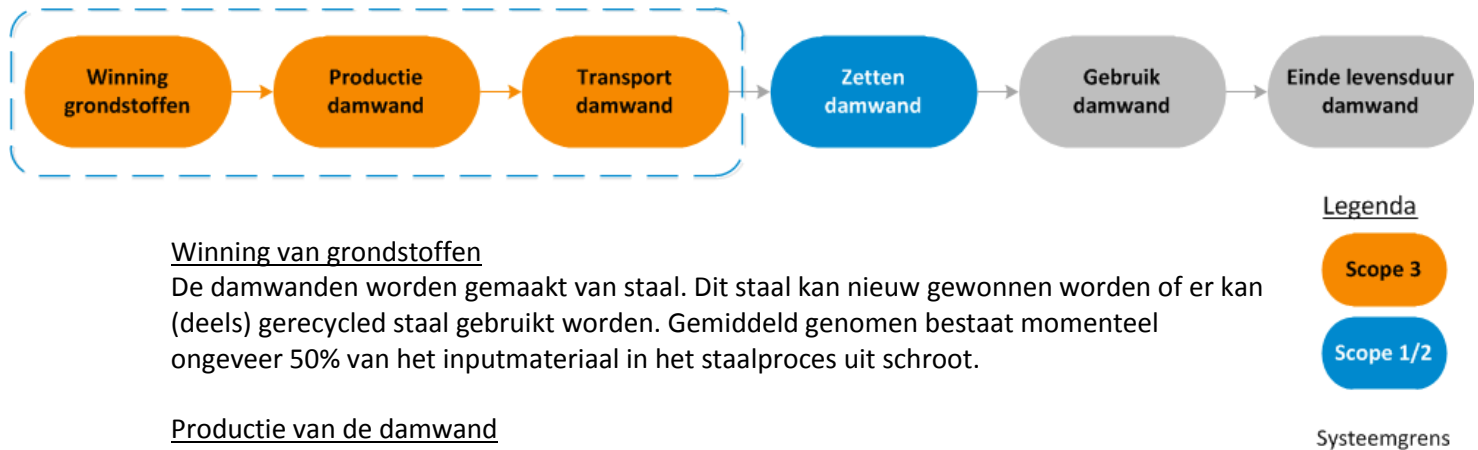 Winning
grondstoffen
Productie
damwand
Transport
damwand
Zetten
damwand
Gebruik
damwand
Einde levensduur
damwand
Legenda
Scope 3
Scope 1/2
Systeemgrens
Winning van grondstoffen
De damwanden worden gemaakt van staal. Dit staal kan nieuw gewonnen worden of er kan
(deels) gerecycled staal gebruikt worden. Gemiddeld genomen bestaat momenteel
ongeveer 50% van het inputmateriaal in het staalproces uit schroot.
Productie van de damwand